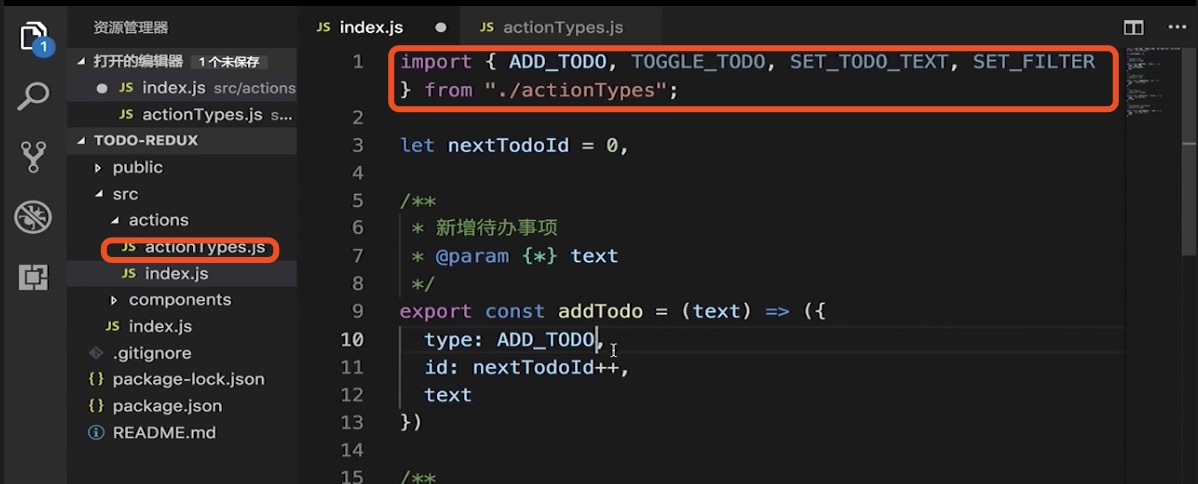 1
资源管理器
打开的编辑器 1 个未保存
JS index.js src/actions
JS actionTypes.js s...
TODO-REDUX
public
src
actions
JS actionTypes.js
JS index.js
components
JS index.js
.gitignore
{} package-lock.json
{} package.json
README.md
JS index.js
JS actionTypes.js
1 import { ADD_TODO, TOGGLE_TODO, SET_TODO_TEXT, SET_FILTER
} from "./actionTypes";
2
3 let nextTodoId = 0,
4
5 /**
6 * 新增待办事项
7 * @param {*} text
8 */
9 export const addTodo = (text) => ({
10 type: ADD_TODO,
11 id: nextTodoId++,
12 text
13 })
14
15 /**